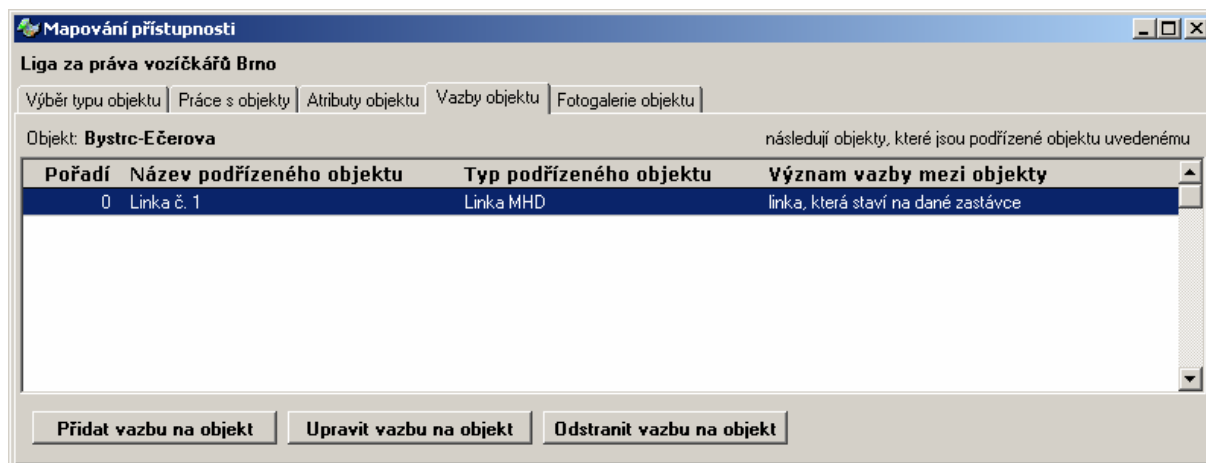 Mapování přístupnosti
Liga za práva vozíčkářů Brno
Výběr typu objektu Práce s objekty Atributy objektu Vazby objektu Fotogalerie objektu
Objekt: Bystrc-Ečerova následují objekty, které jsou podřízené objektu uvedenému
Pořadí Název podřízeného objektu Typ podřízeného objektu Význam vazby mezi objekty
0 Linka č. 1 Linka MHD linka, která staví na dané zastávce
Přidat vazbu na objekt Upravit vazbu na objekt Odstranit vazbu na objekt